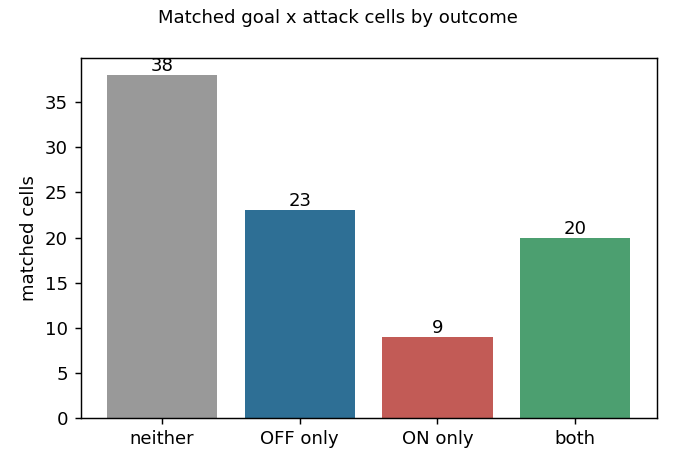 Matched goal x attack cells by outcome
matched cells
35
30
25
20
15
10
5
0
38
23
9
20
neither
OFF only
ON only
both